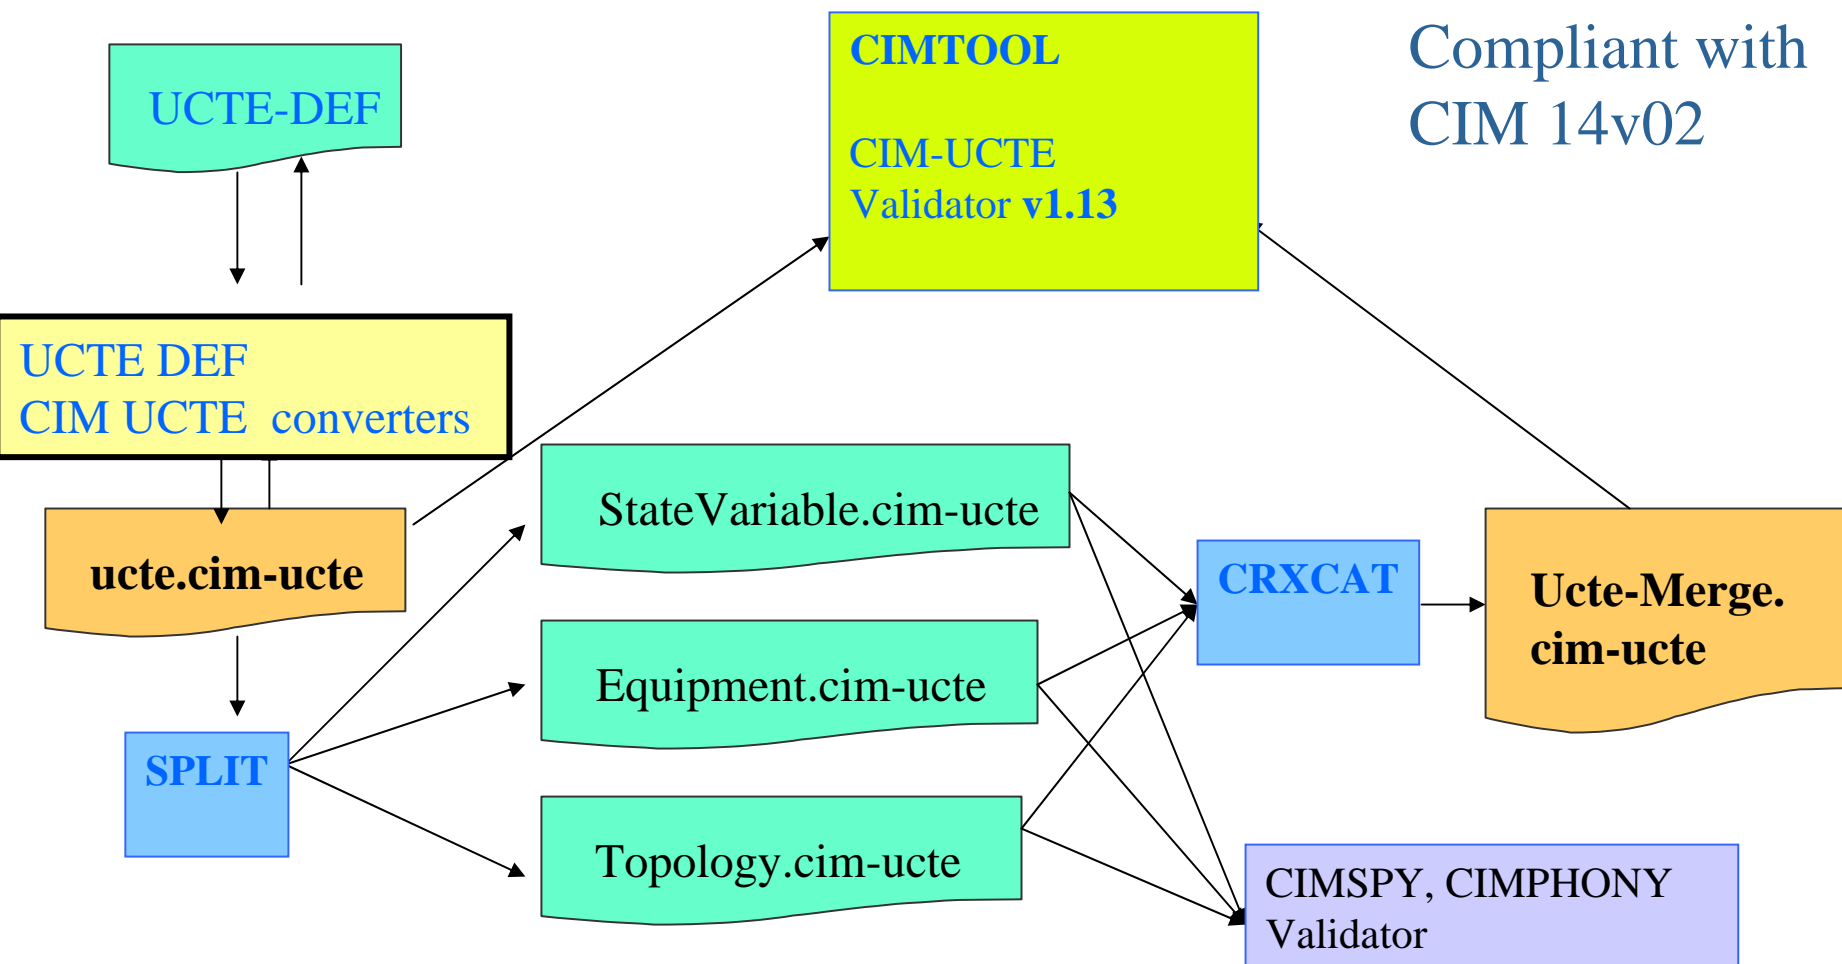 UCTE-DEF
CIMTOOL
CIM-UCTE
Validator v1.13
Compliant with
CIM 14v02
UCTE DEF
CIM UCTE converters
ucte.cim-ucte
SPLIT
StateVariable.cim-ucte
Equipment.cim-ucte
Topology.cim-ucte
CRXCAT
Ucte-Merge.
cim-ucte
CIMSPY, CIMPHONY
Validator